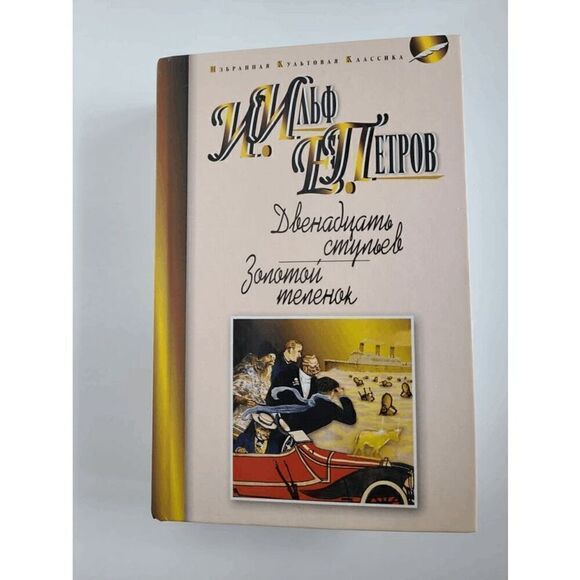 Избранная Культовая Классика
И. Ильф
Е. Петров
Двенадцать
стульев
Золотой
теленок